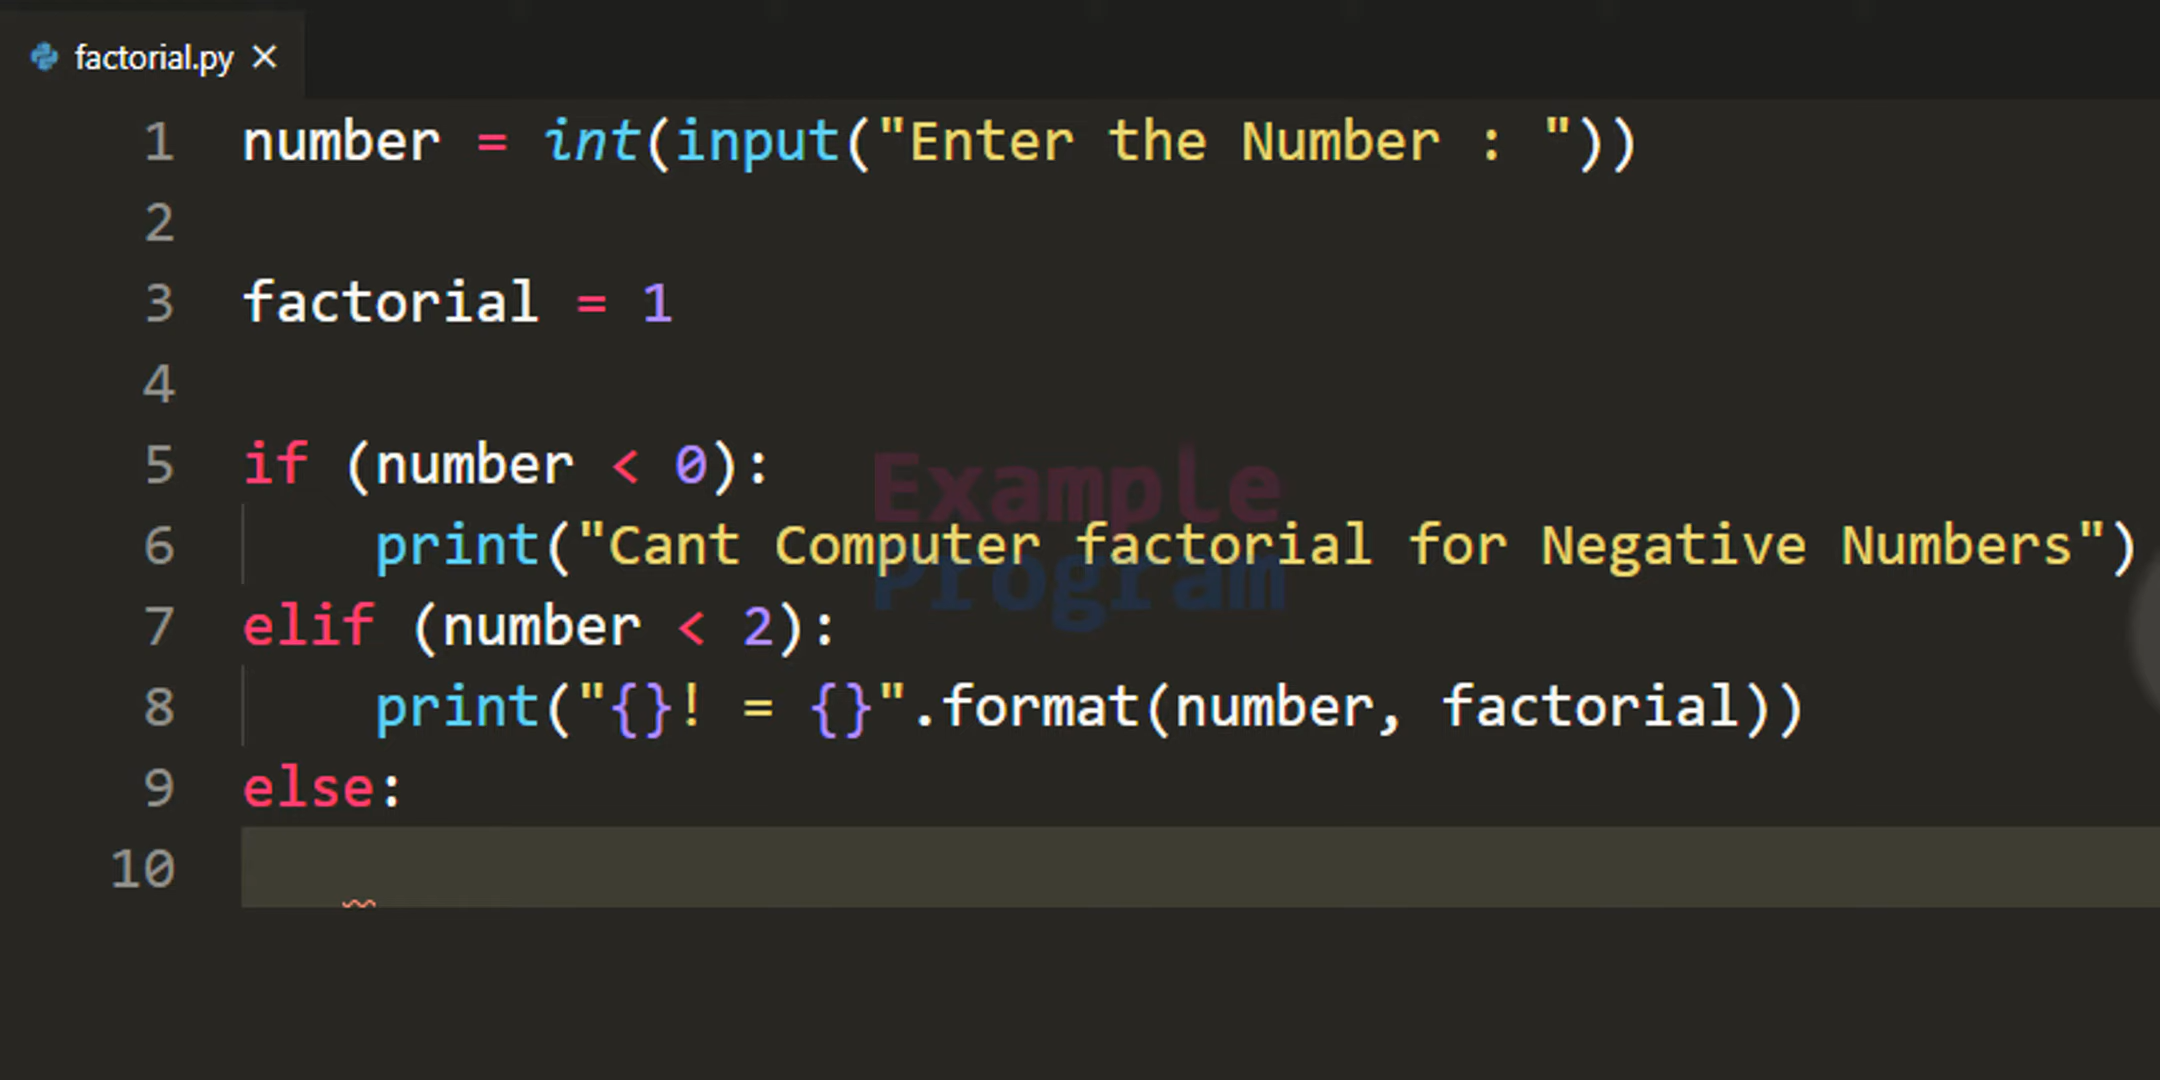 factorial.py ×
1 number = int(input("Enter the Number : "))
2
3 factorial = 1
4
5 if (number < 0):
Example
6     print("Cant Computer factorial for Negative Numbers")
Program
7 elif (number < 2):
8     print("{}! = {}".format(number, factorial))
9 else:
10